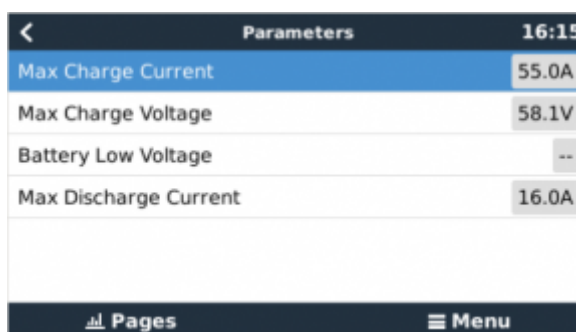 Parameters 16:15
Max Charge Current 55.0A
Max Charge Voltage 58.1V
Battery Low Voltage --
Max Discharge Current 16.0A
Pages Menu